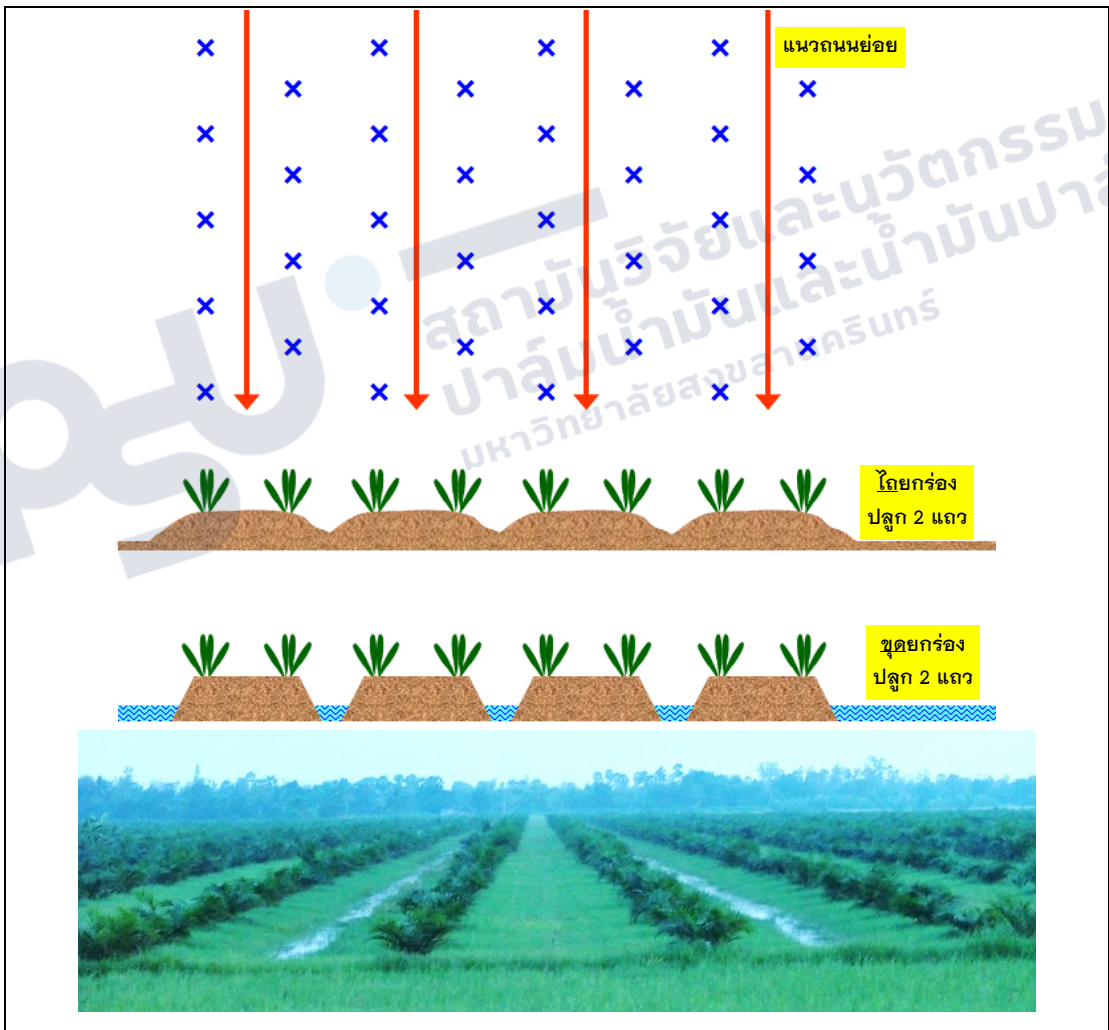 แนวถนนย่อย
สถาบันวิจัยและนวัตกรรม
ปาล์มน้ำมันและน้ำมันปาล์
มหาวิทยาลัยสงขลานครินทร์
psu
ไถยกร่อง
ปลูก 2 แถว
ขุดยกร่อง
ปลูก 2 แถว